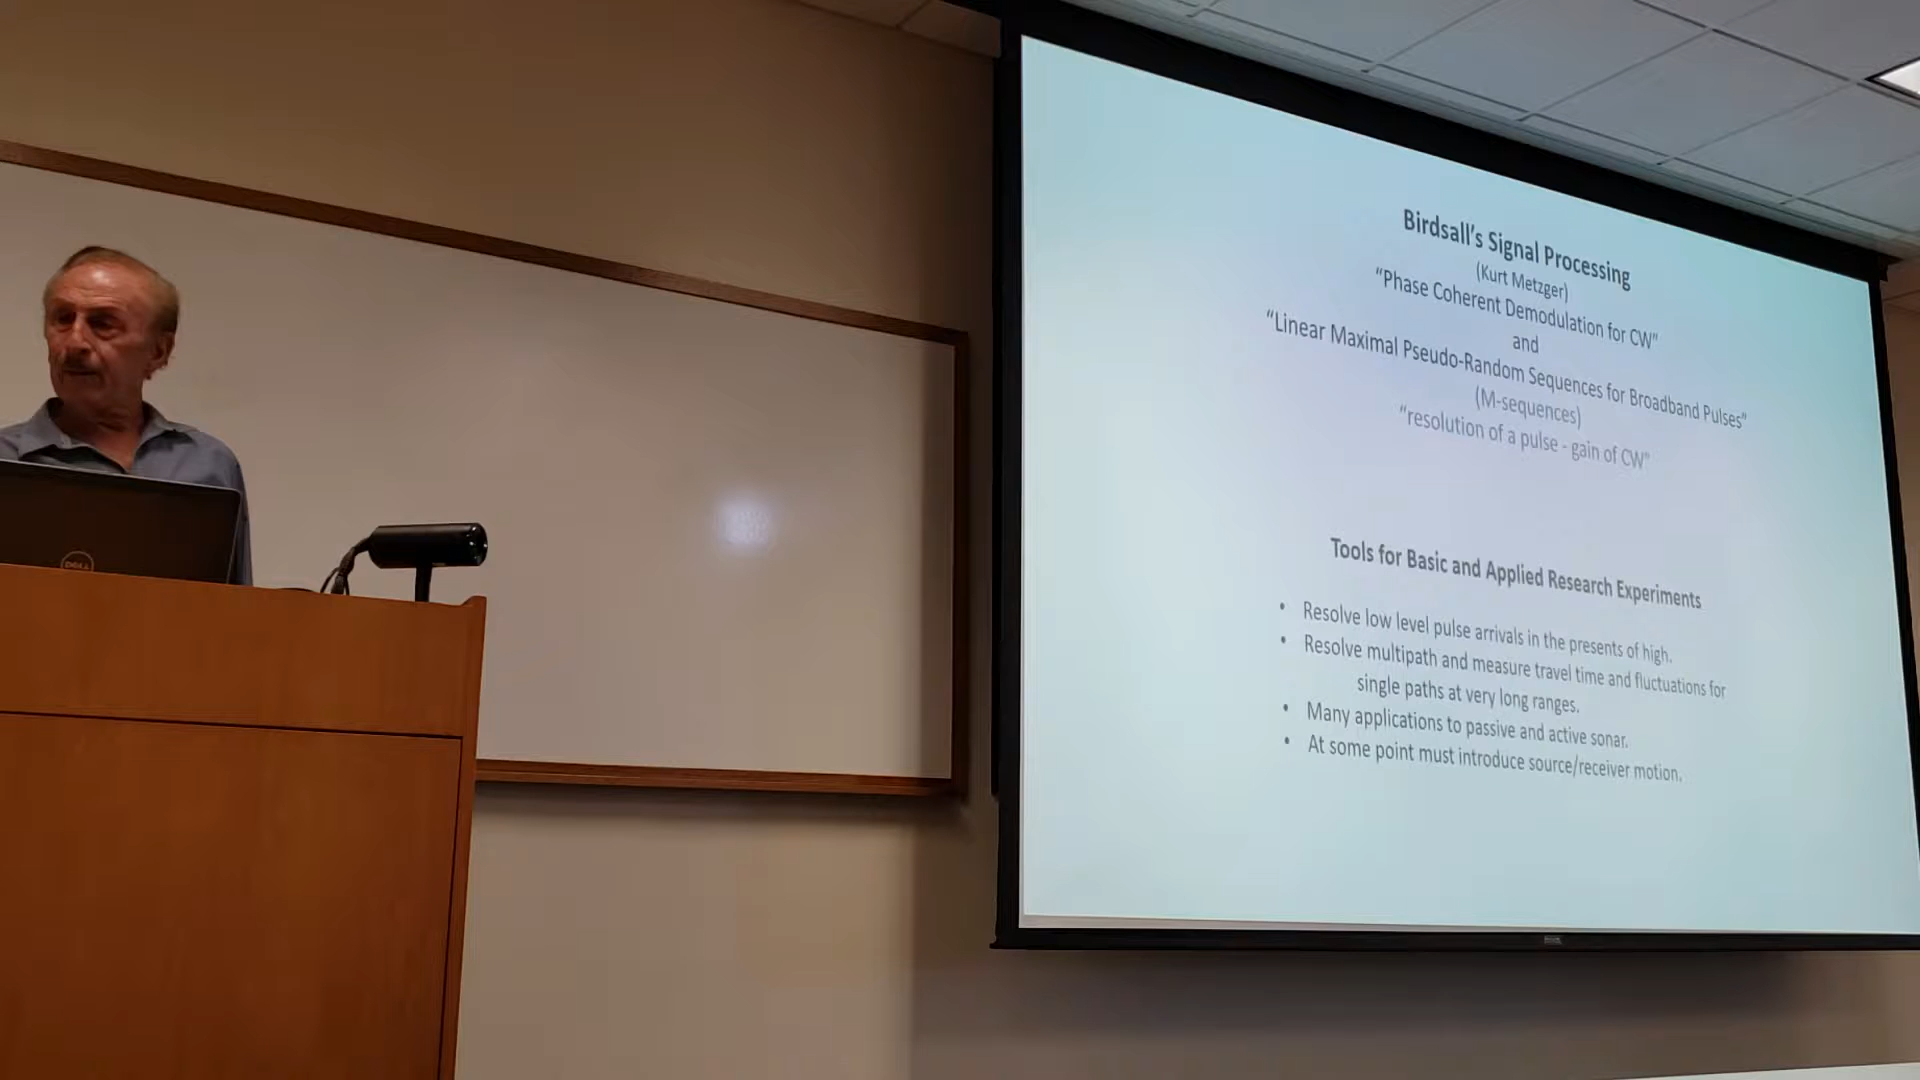 Birdsall's Signal Processing
(Kurt Metzger)
"Phase Coherent Demodulation for CW"
and
"Linear Maximal Pseudo-Random Sequences for Broadband Pulses"
(M-sequences)
"resolution of a pulse - gain of CW"
Tools for Basic and Applied Research Experiments
• Resolve low level pulse arrivals in the presents of high.
• Resolve multipath and measure travel time and fluctuations for
single paths at very long ranges.
• Many applications to passive and active sonar.
• At some point must introduce source/receiver motion.
DELL